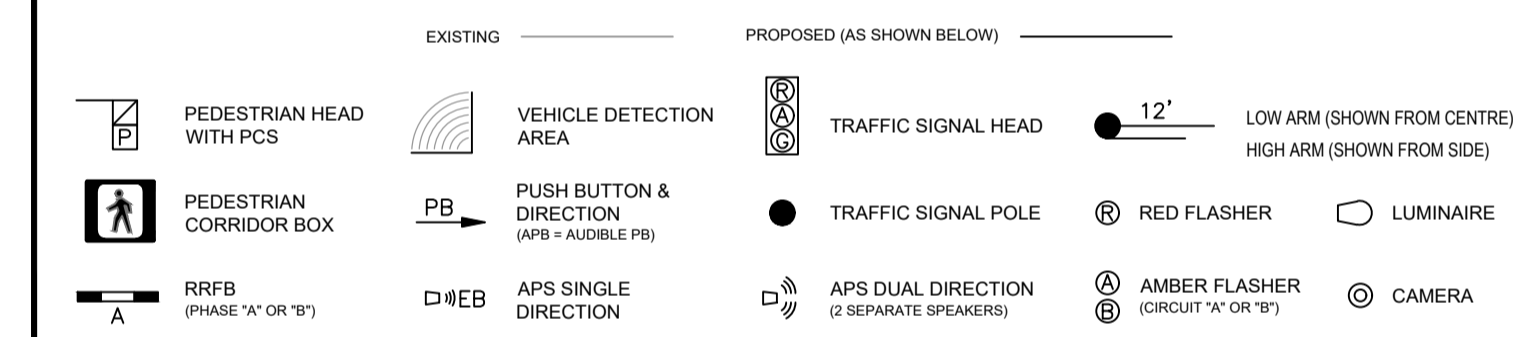 EXISTING
PROPOSED (AS SHOWN BELOW)
P
PEDESTRIAN HEAD
WITH PCS
VEHICLE DETECTION
AREA
R
A
G
TRAFFIC SIGNAL HEAD
12'
LOW ARM (SHOWN FROM CENTRE)
HIGH ARM (SHOWN FROM SIDE)
PEDESTRIAN
CORRIDOR BOX
PB
PUSH BUTTON &
DIRECTION
(APB = AUDIBLE PB)
TRAFFIC SIGNAL POLE
R
RED FLASHER
LUMINAIRE
A
RRFB
(PHASE "A" OR "B")
EB
APS SINGLE
DIRECTION
APS DUAL DIRECTION
(2 SEPARATE SPEAKERS)
A
B
AMBER FLASHER
(CIRCUIT "A" OR "B")
CAMERA